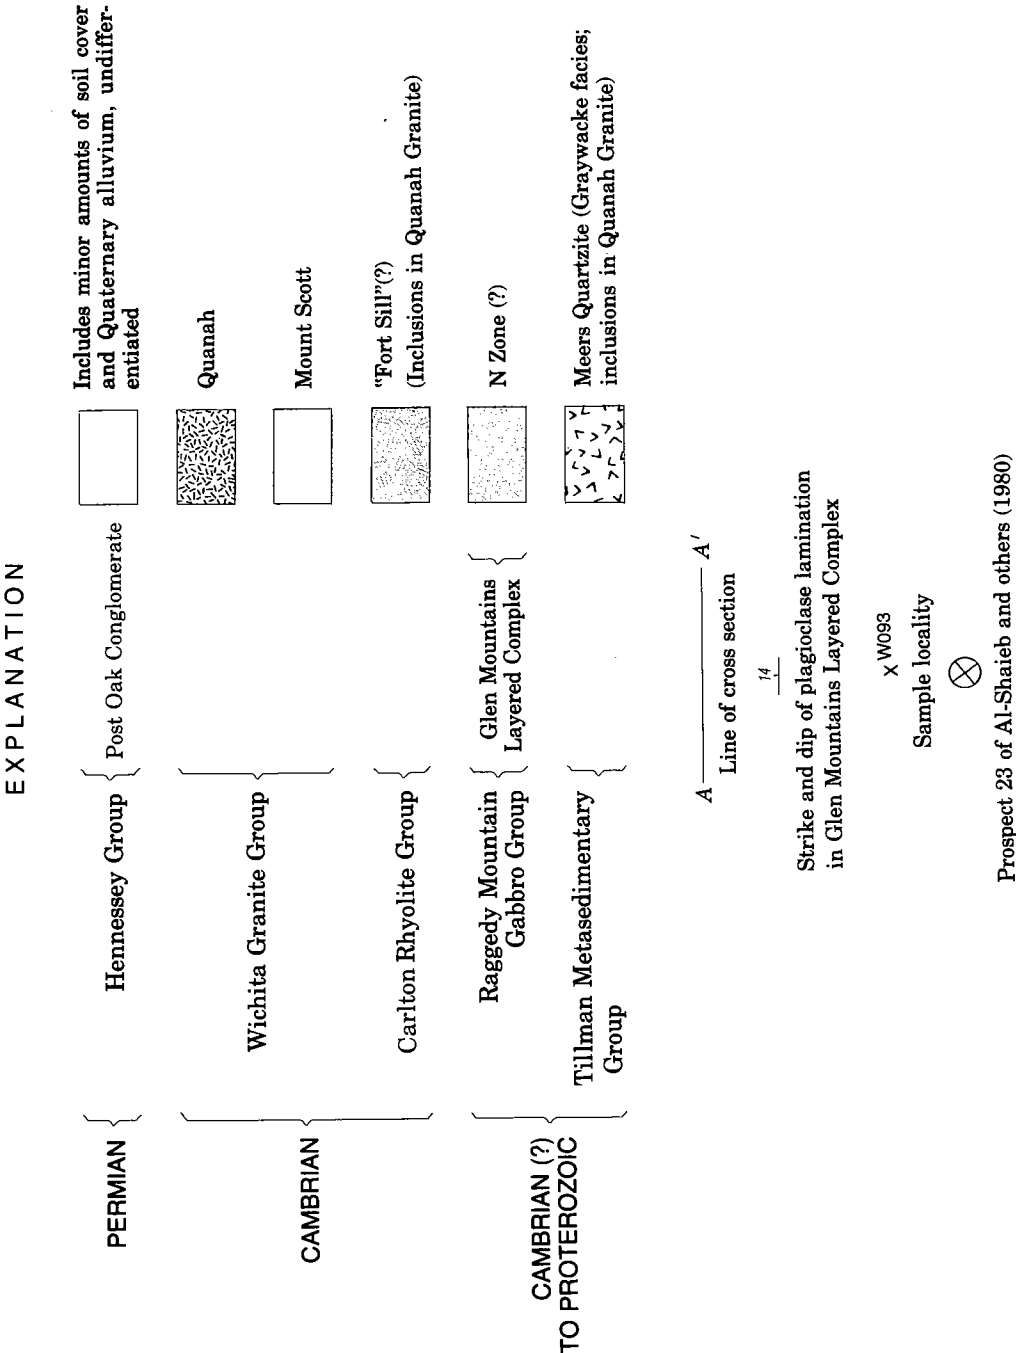 EXPLANATION
PERMIAN
Hennessey Group
Post Oak Conglomerate
Includes minor amounts of soil cover
and Quaternary alluvium, undiffer-
entiated
CAMBRIAN
Wichita Granite Group
Quanah
Mount Scott
Carlton Rhyolite Group
"Fort Sill"(?)
(Inclusions in Quanah Granite)
CAMBRIAN (?)
TO PROTEROZOIC
Raggedy Mountain
Gabbro Group
Glen Mountains
Layered Complex
N Zone (?)
Tillman Metasedimentary
Group
Meers Quartzite (Graywacke facies;
inclusions in Quanah Granite)
A A'
Line of cross section
14
Strike and dip of plagioclase lamination
in Glen Mountains Layered Complex
x W093
Sample locality
Prospect 23 of Al-Shaieb and others (1980)